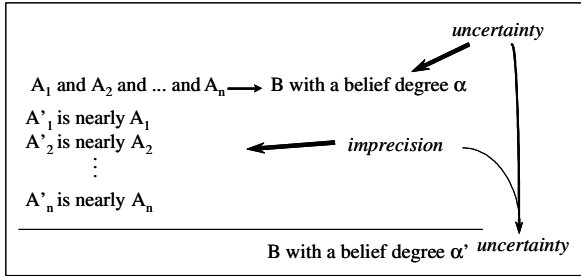 uncertainty
A₁ and A₂ and ... and Aₙ → B with a belief degree α
A'₁ is nearly A₁
A'₂ is nearly A₂
imprecision
⋮
A'ₙ is nearly Aₙ
B with a belief degree α' uncertainty